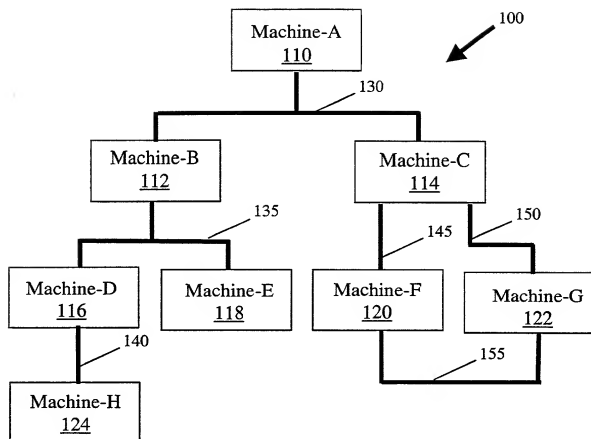 Machine-A
110
100
130
Machine-B
112
Machine-C
114
135
145
150
Machine-D
116
Machine-E
118
Machine-F
120
Machine-G
122
140
155
Machine-H
124